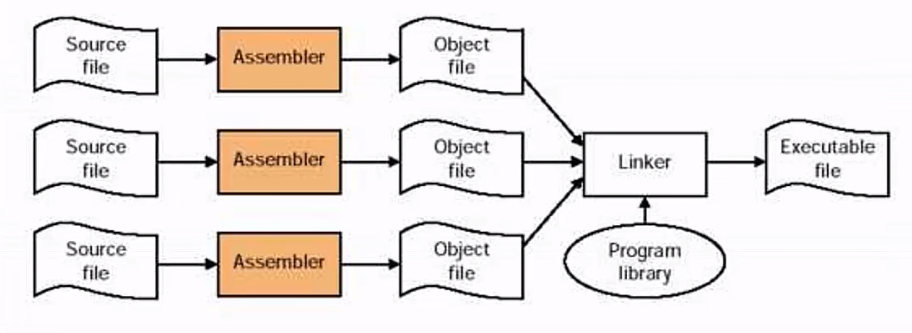 Source
file
Assembler
Object
file
Source
file
Assembler
Object
file
Linker
Executable
file
Source
file
Assembler
Object
file
Program
library